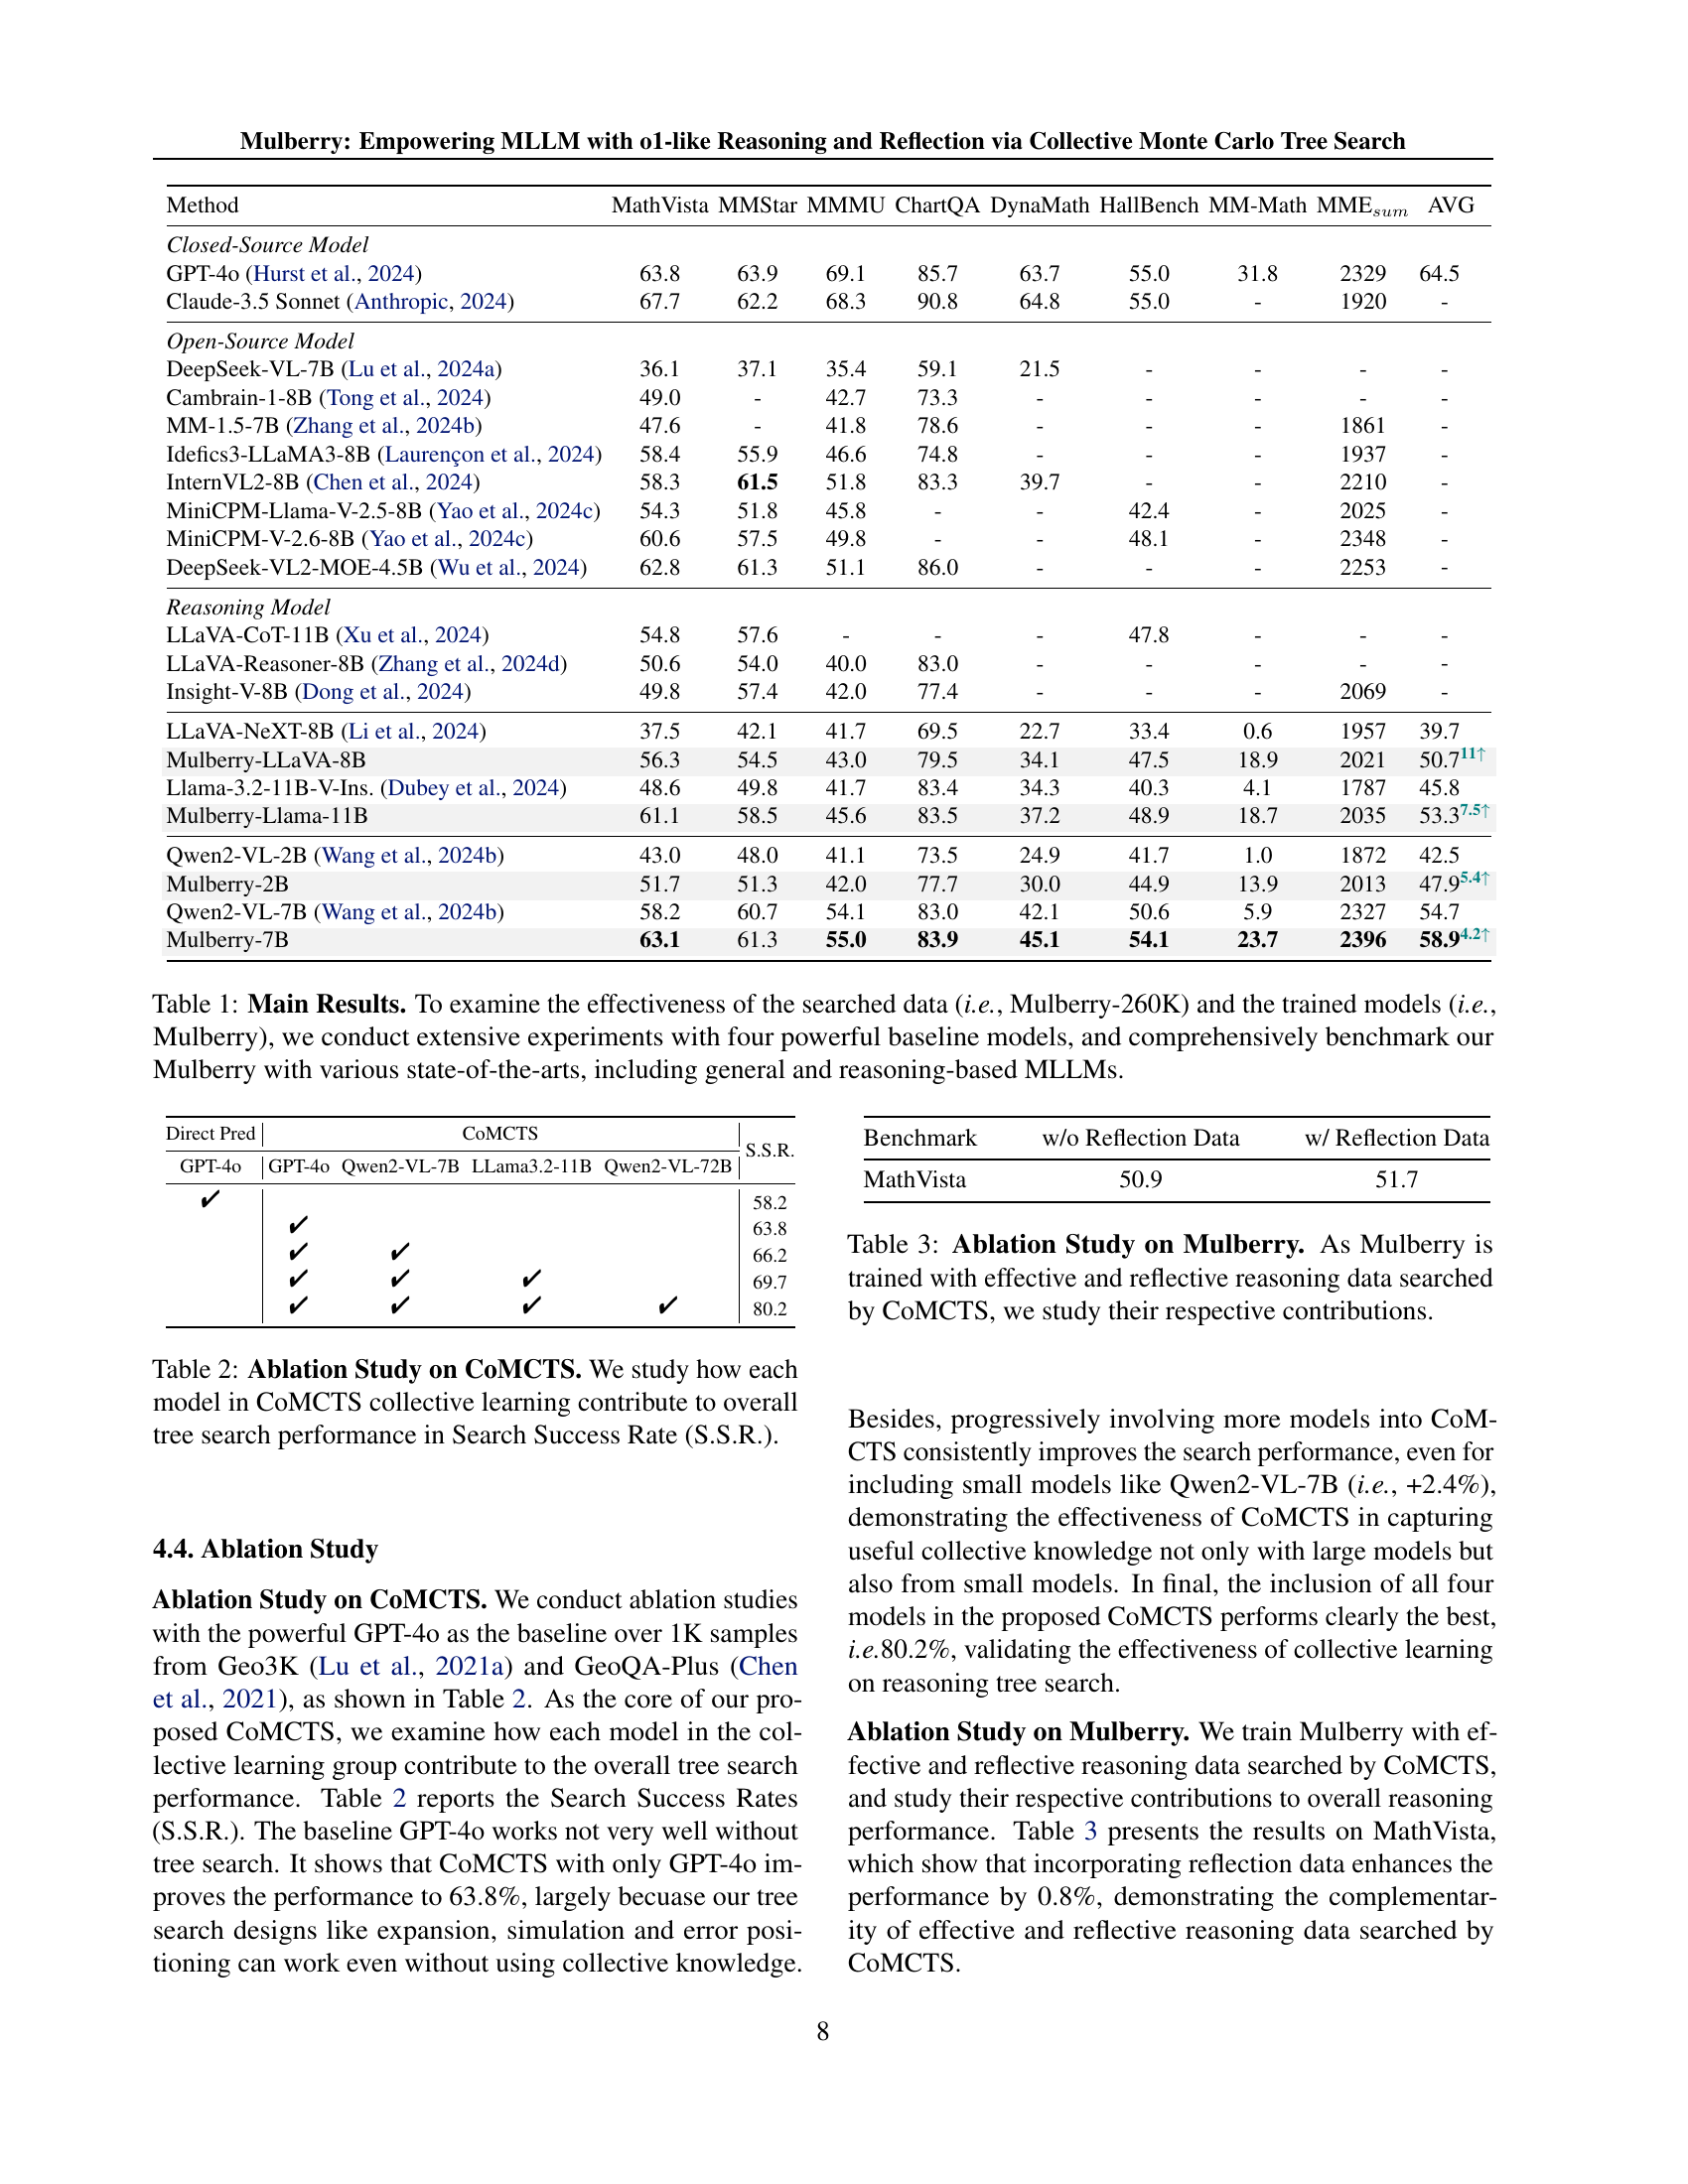 Mulberry: Empowering MLLM with o1-like Reasoning and Reflection via Collective Monte Carlo Tree Search
Method MathVista MMStar MMMU ChartQA DynaMath HallBench MM-Math MMEsum AVG
Closed-Source Model
GPT-4o (Hurst et al., 2024) 63.8 63.9 69.1 85.7 63.7 55.0 31.8 2329 64.5
Claude-3.5 Sonnet (Anthropic, 2024) 67.7 62.2 68.3 90.8 64.8 55.0 - 1920 -
Open-Source Model
DeepSeek-VL-7B (Lu et al., 2024a) 36.1 37.1 35.4 59.1 21.5 - - - -
Cambrain-1-8B (Tong et al., 2024) 49.0 - 42.7 73.3 - - - - -
MM-1.5-7B (Zhang et al., 2024b) 47.6 - 41.8 78.6 - - - 1861 -
Idefics3-LLaMA3-8B (Laurençon et al., 2024) 58.4 55.9 46.6 74.8 - - - 1937 -
InternVL2-8B (Chen et al., 2024) 58.3 61.5 51.8 83.3 39.7 - - 2210 -
MiniCPM-Llama-V-2.5-8B (Yao et al., 2024c) 54.3 51.8 45.8 - - 42.4 - 2025 -
MiniCPM-V-2.6-8B (Yao et al., 2024c) 60.6 57.5 49.8 - - 48.1 - 2348 -
DeepSeek-VL2-MOE-4.5B (Wu et al., 2024) 62.8 61.3 51.1 86.0 - - - 2253 -
Reasoning Model
LLaVA-CoT-11B (Xu et al., 2024) 54.8 57.6 - - - 47.8 - - -
LLaVA-Reasoner-8B (Zhang et al., 2024d) 50.6 54.0 40.0 83.0 - - - - -
Insight-V-8B (Dong et al., 2024) 49.8 57.4 42.0 77.4 - - - 2069 -
LLaVA-NeXT-8B (Li et al., 2024) 37.5 42.1 41.7 69.5 22.7 33.4 0.6 1957 39.7
Mulberry-LLaVA-8B 56.3 54.5 43.0 79.5 34.1 47.5 18.9 2021 50.7 11↑
Llama-3.2-11B-V-Ins. (Dubey et al., 2024) 48.6 49.8 41.7 83.4 34.3 40.3 4.1 1787 45.8
Mulberry-Llama-11B 61.1 58.5 45.6 83.5 37.2 48.9 18.7 2035 53.3 7.5↑
Qwen2-VL-2B (Wang et al., 2024b) 43.0 48.0 41.1 73.5 24.9 41.7 1.0 1872 42.5
Mulberry-2B 51.7 51.3 42.0 77.7 30.0 44.9 13.9 2013 47.9 5.4↑
Qwen2-VL-7B (Wang et al., 2024b) 58.2 60.7 54.1 83.0 42.1 50.6 5.9 2327 54.7
Mulberry-7B 63.1 61.3 55.0 83.9 45.1 54.1 23.7 2396 58.9 4.2↑
Table 1: Main Results. To examine the effectiveness of the searched data (i.e., Mulberry-260K) and the trained models (i.e.,
Mulberry), we conduct extensive experiments with four powerful baseline models, and comprehensively benchmark our
Mulberry with various state-of-the-arts, including general and reasoning-based MLLMs.
Direct Pred CoMCTS S.S.R.
GPT-4o GPT-4o Qwen2-VL-7B LLama3.2-11B Qwen2-VL-72B
✓ 58.2
✓ 63.8
✓ ✓ 66.2
✓ ✓ ✓ 69.7
✓ ✓ ✓ ✓ 80.2
Table 2: Ablation Study on CoMCTS. We study how each
model in CoMCTS collective learning contribute to overall
tree search performance in Search Success Rate (S.S.R.).
4.4. Ablation Study
Ablation Study on CoMCTS. We conduct ablation studies
with the powerful GPT-4o as the baseline over 1K samples
from Geo3K (Lu et al., 2021a) and GeoQA-Plus (Chen
et al., 2021), as shown in Table 2. As the core of our pro-
posed CoMCTS, we examine how each model in the col-
lective learning group contribute to the overall tree search
performance. Table 2 reports the Search Success Rates
(S.S.R.). The baseline GPT-4o works not very well without
tree search. It shows that CoMCTS with only GPT-4o im-
proves the performance to 63.8%, largely becuase our tree
search designs like expansion, simulation and error posi-
tioning can work even without using collective knowledge.
Benchmark w/o Reflection Data w/ Reflection Data
MathVista 50.9 51.7
Table 3: Ablation Study on Mulberry. As Mulberry is
trained with effective and reflective reasoning data searched
by CoMCTS, we study their respective contributions.
Besides, progressively involving more models into CoM-
CTS consistently improves the search performance, even for
including small models like Qwen2-VL-7B (i.e., +2.4%),
demonstrating the effectiveness of CoMCTS in capturing
useful collective knowledge not only with large models but
also from small models. In final, the inclusion of all four
models in the proposed CoMCTS performs clearly the best,
i.e.80.2%, validating the effectiveness of collective learning
on reasoning tree search.
Ablation Study on Mulberry. We train Mulberry with ef-
fective and reflective reasoning data searched by CoMCTS,
and study their respective contributions to overall reasoning
performance. Table 3 presents the results on MathVista,
which show that incorporating reflection data enhances the
performance by 0.8%, demonstrating the complementar-
ity of effective and reflective reasoning data searched by
CoMCTS.
8